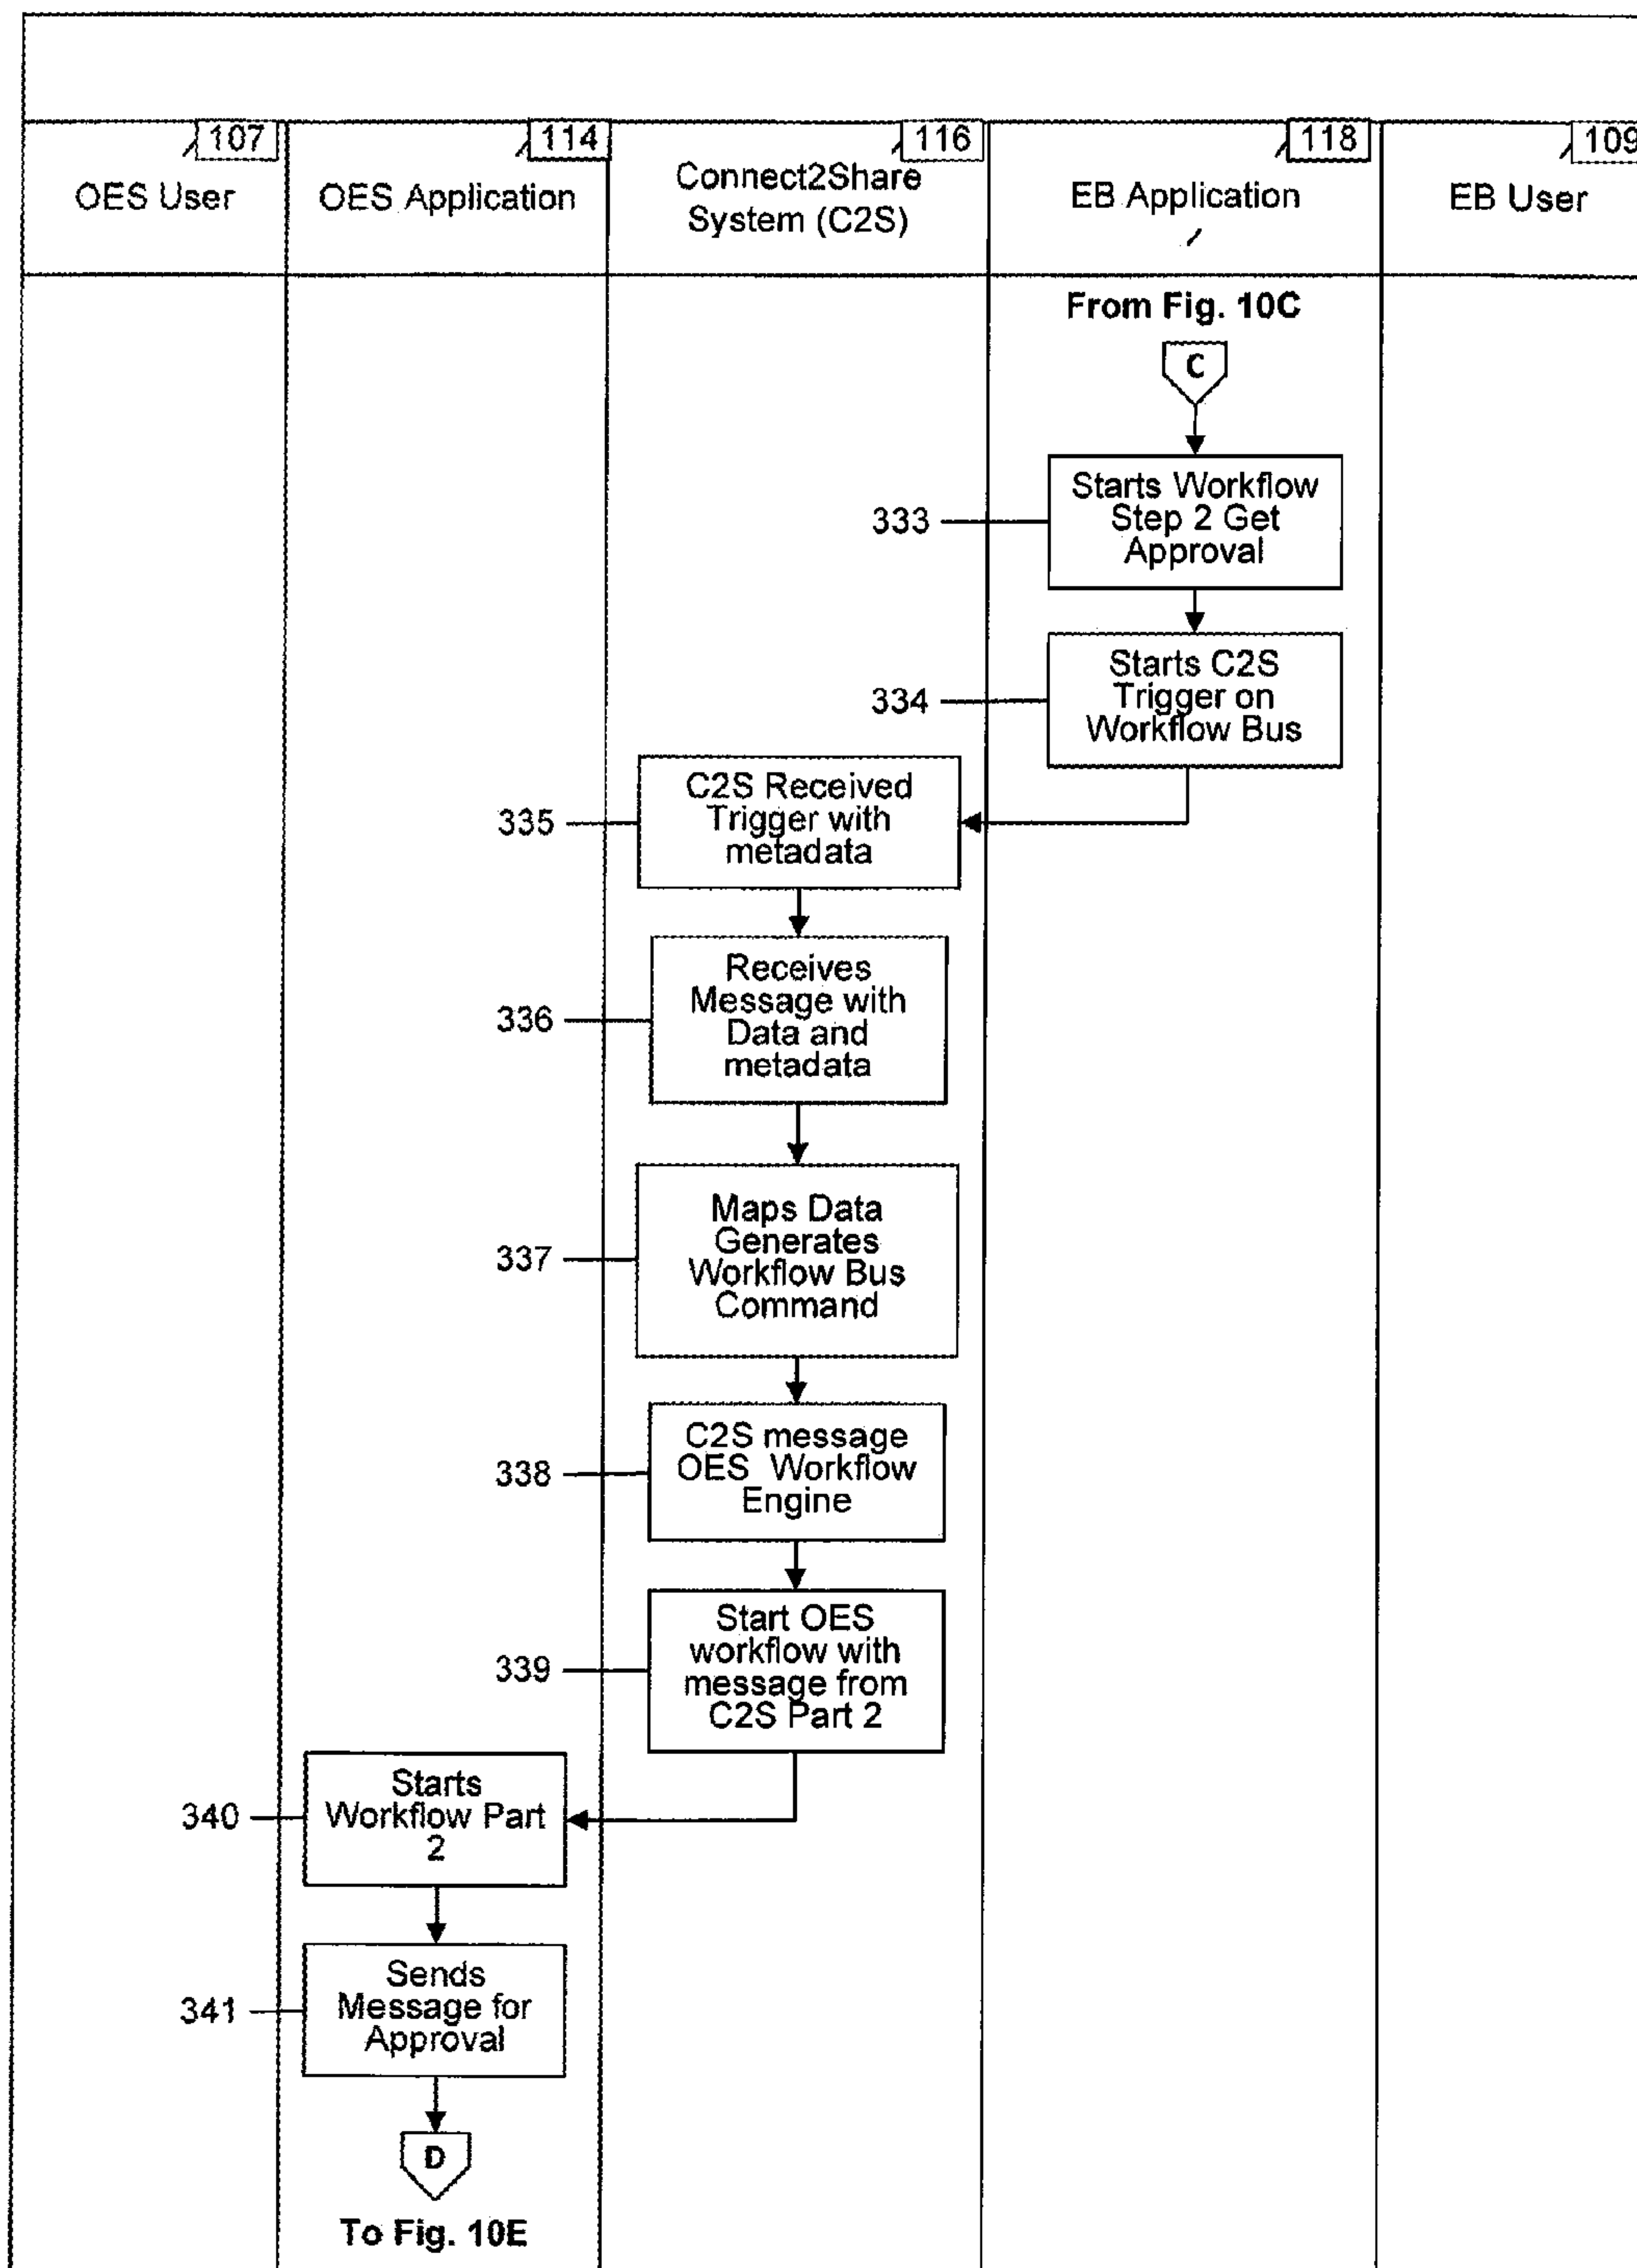 107
114
116
118
109
OES User
OES Application
Connect2Share
System (C2S)
EB Application
EB User
From Fig. 10C
C
333
Starts Workflow
Step 2 Get
Approval
334
Starts C2S
Trigger on
Workflow Bus
335
C2S Received
Trigger with
metadata
336
Receives
Message with
Data and
metadata
337
Maps Data
Generates
Workflow Bus
Command
338
C2S message
OES Workflow
Engine
339
Start OES
workflow with
message from
C2S Part 2
340
Starts
Workflow Part
2
341
Sends
Message for
Approval
D
To Fig. 10E